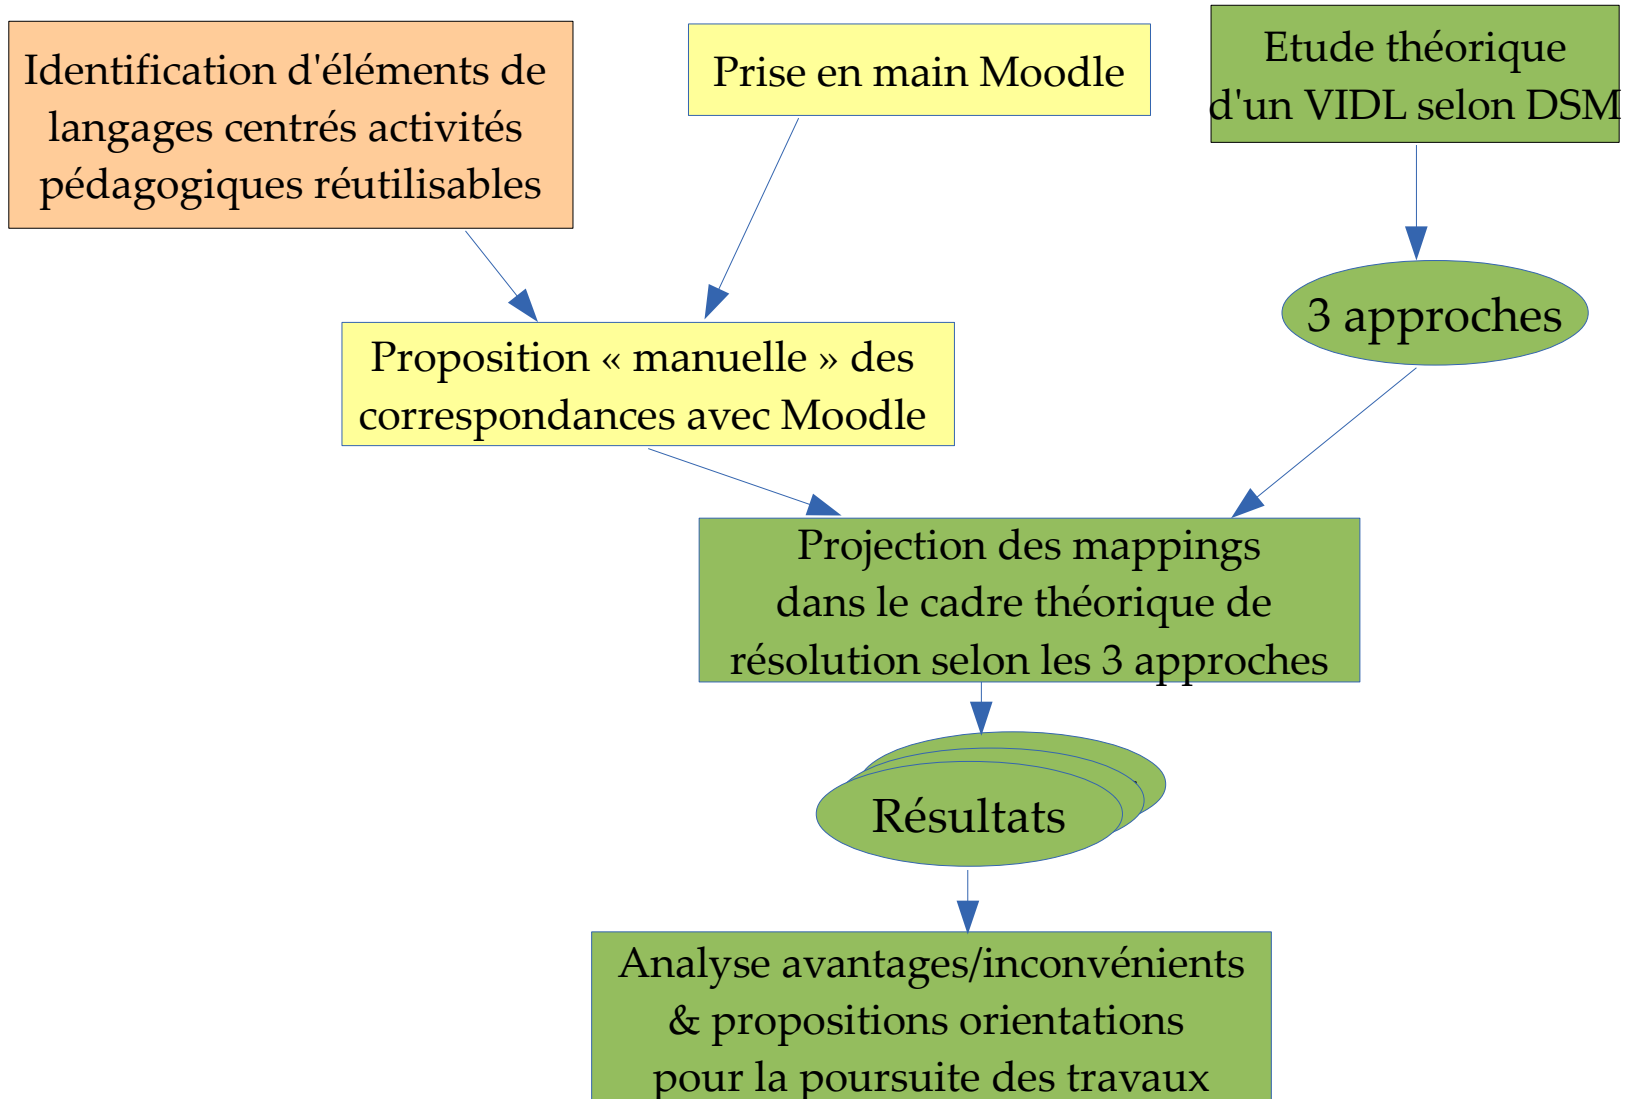 Identification d'éléments de
langages centrés activités
pédagogiques réutilisables
Prise en main Moodle
Etude théorique
d'un VIDL selon DSM
3 approches
Proposition « manuelle » des
correspondances avec Moodle
Projection des mappings
dans le cadre théorique de
résolution selon les 3 approches
Résultats
Analyse avantages/inconvénients
& propositions orientations
pour la poursuite des travaux